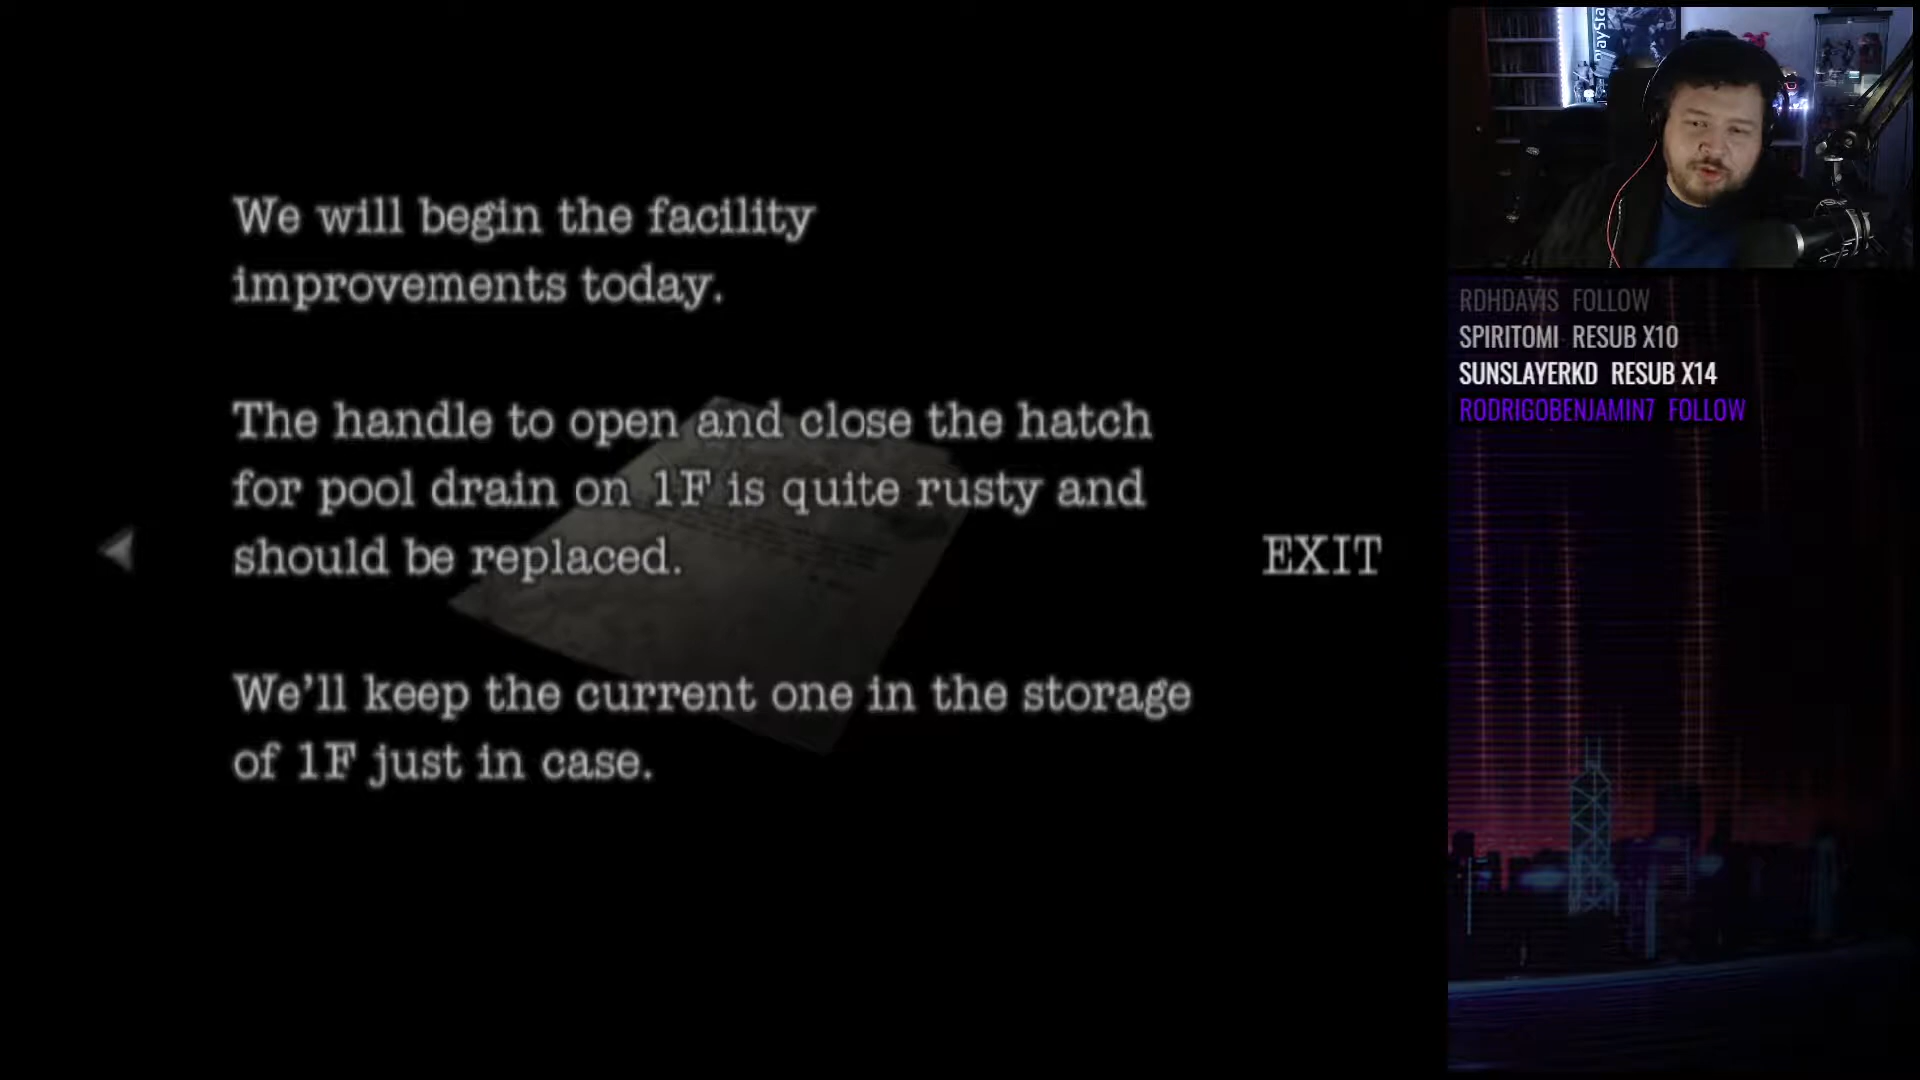 We will begin the facility
improvements today.
The handle to open and close the hatch
for pool drain on 1F is quite rusty and
should be replaced.
EXIT
We'll keep the current one in the storage
of 1F just in case.
RDHDAVIS FOLLOW
SPIRITOMI RESUB X10
SUNSLAYERKD RESUB X14
RODRIGOBENJAMIN7 FOLLOW